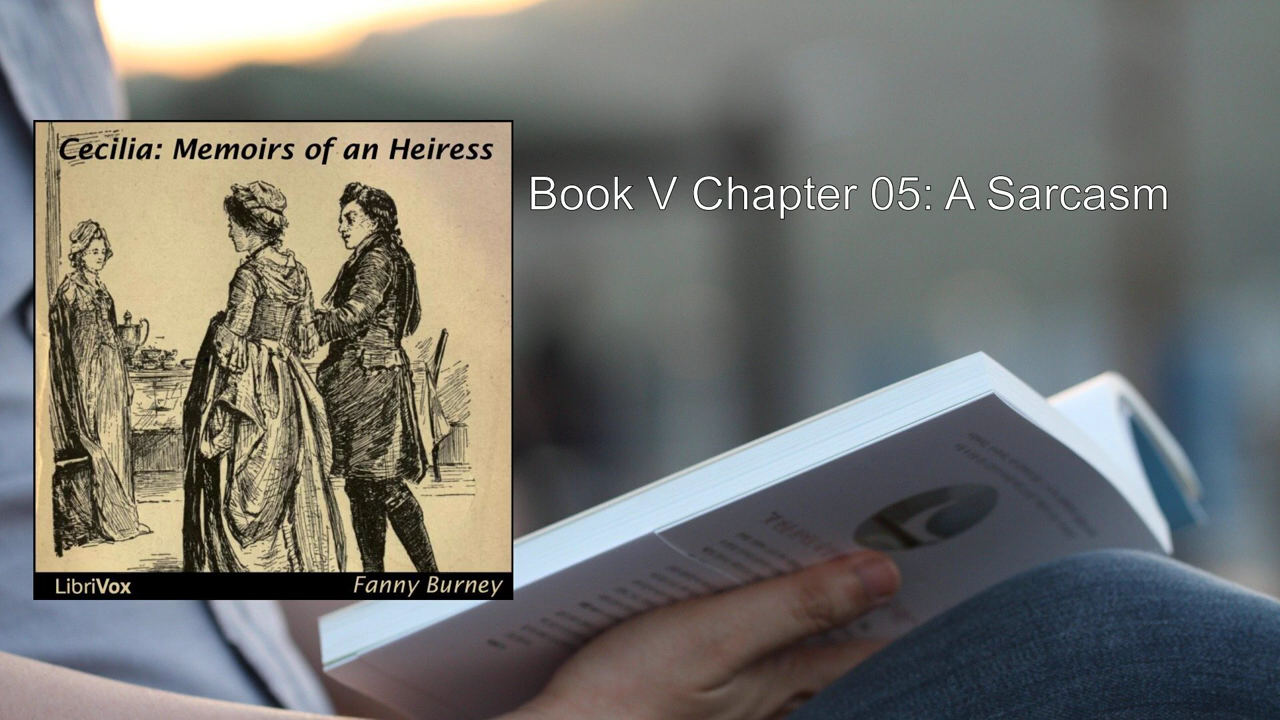 Cecilia: Memoirs of an Heiress
Book V Chapter 05: A Sarcasm
LibriVox
Fanny Burney